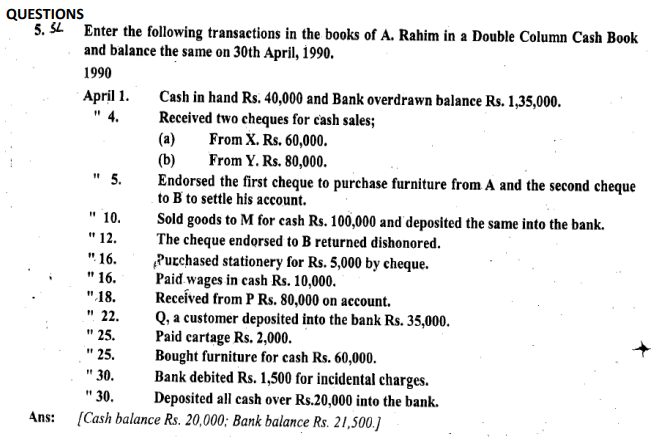 QUESTIONS
5. SL Enter the following transactions in the books of A. Rahim in a Double Column Cash Book
and balance the same on 30th April, 1990.
1990
April 1. Cash in hand Rs. 40,000 and Bank overdrawn balance Rs. 1,35,000.
" 4. Received two cheques for cash sales;
(a) From X. Rs. 60,000.
(b) From Y. Rs. 80,000.
" 5. Endorsed the first cheque to purchase furniture from A and the second cheque
to B to settle his account.
" 10. Sold goods to M for cash Rs. 100,000 and deposited the same into the bank.
" 12. The cheque endorsed to B returned dishonored.
" 16. Purchased stationery for Rs. 5,000 by cheque.
" 16. Paid wages in cash Rs. 10,000.
" 18. Received from P Rs. 80,000 on account.
" 22. Q, a customer deposited into the bank Rs. 35,000.
" 25. Paid cartage Rs. 2,000.
" 25. Bought furniture for cash Rs. 60,000.
" 30. Bank debited Rs. 1,500 for incidental charges.
" 30. Deposited all cash over Rs.20,000 into the bank.
Ans: [Cash balance Rs. 20,000; Bank balance Rs. 21,500.]